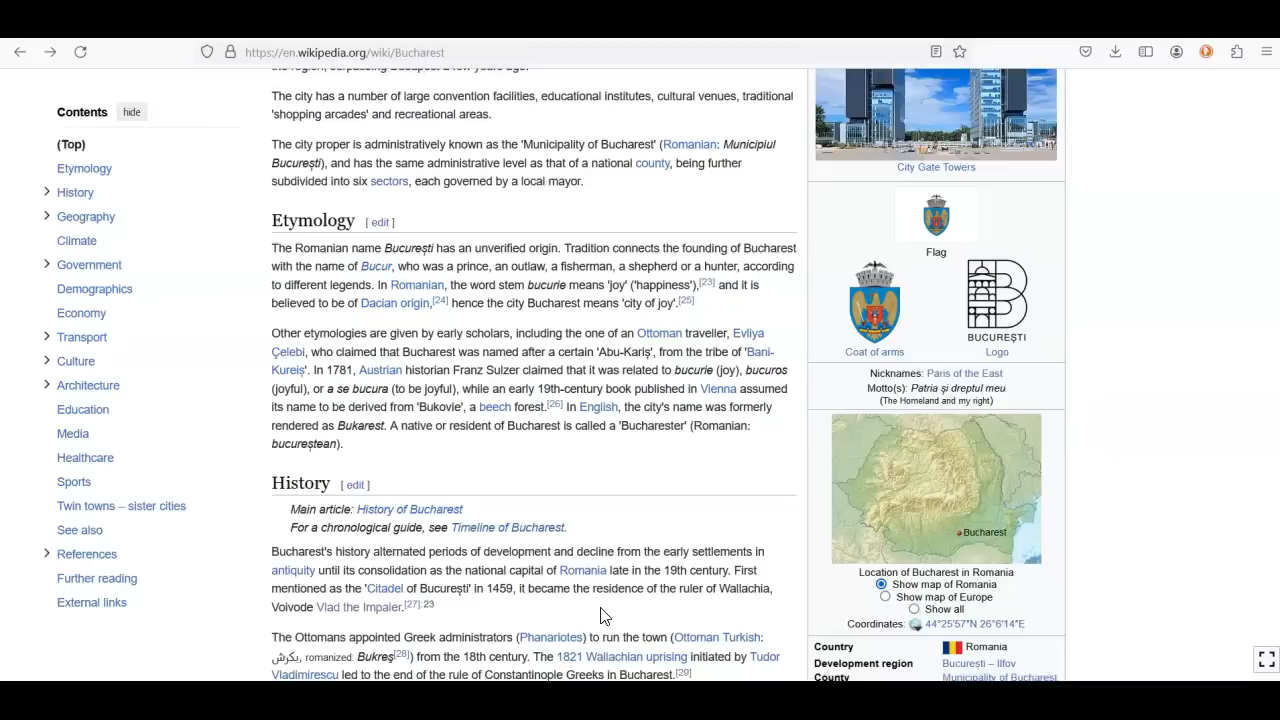 https://en.wikipedia.org/wiki/Bucharest
Contents hide
(Top)
Etymology
History
Geography
Climate
Government
Demographics
Economy
Transport
Culture
Architecture
Education
Media
Healthcare
Sports
Twin towns – sister cities
See also
References
Further reading
External links
The city has a number of large convention facilities, educational institutes, cultural venues, traditional
'shopping arcades' and recreational areas.
The city proper is administratively known as the 'Municipality of Bucharest' (Romanian: Municipiul
București), and has the same administrative level as that of a national county, being further
subdivided into six sectors, each governed by a local mayor.
Etymology [ edit ]
The Romanian name București has an unverified origin. Tradition connects the founding of Bucharest
with the name of Bucur, who was a prince, an outlaw, a fisherman, a shepherd or a hunter, according
to different legends. In Romanian, the word stem bucurie means 'joy' ('happiness'),[23] and it is
believed to be of Dacian origin,[24] hence the city Bucharest means 'city of joy'.[25]
Other etymologies are given by early scholars, including the one of an Ottoman traveller, Evliya
Çelebi, who claimed that Bucharest was named after a certain 'Abu-Kariș', from the tribe of 'Bani-
Kureiș'. In 1781, Austrian historian Franz Sulzer claimed that it was related to bucurie (joy), bucuros
(joyful), or a se bucura (to be joyful), while an early 19th-century book published in Vienna assumed
its name to be derived from 'Bukovie', a beech forest.[26] In English, the city's name was formerly
rendered as Bukarest. A native or resident of Bucharest is called a 'Bucharester' (Romanian:
bucureștean).
History [ edit ]
Main article: History of Bucharest
For a chronological guide, see Timeline of Bucharest.
Bucharest's history alternated periods of development and decline from the early settlements in
antiquity until its consolidation as the national capital of Romania late in the 19th century. First
mentioned as the 'Citadel of București' in 1459, it became the residence of the ruler of Wallachia,
Voivode Vlad the Impaler.[27]: 23
The Ottomans appointed Greek administrators (Phanariotes) to run the town (Ottoman Turkish:
بكرش, romanized: Bukreş[28]) from the 18th century. The 1821 Wallachian uprising initiated by Tudor
Vladimirescu led to the end of the rule of Constantinople Greeks in Bucharest.[29]
City Gate Towers
Flag
BUCUREȘTI
Coat of arms
Logo
Nicknames: Paris of the East
Motto(s): Patria și dreptul meu
(The Homeland and my right)
Bucharest
Location of Bucharest in Romania
Show map of Romania
Show map of Europe
Show all
Coordinates: 44°25′57″N 26°6′14″E
Country Romania
Development region București – Ilfov
County Municipality of Bucharest